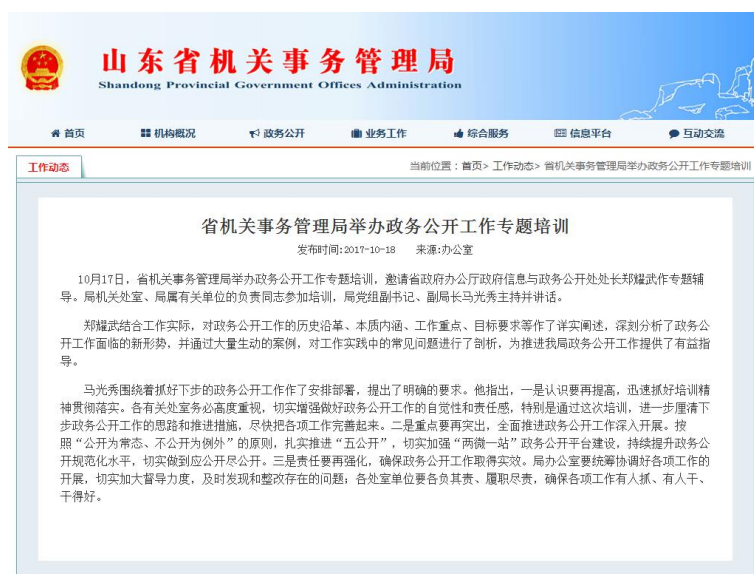 山东省机关事务管理局
Shandong Provincial Government Offices Administration
首页 机构概况 政务公开 业务工作 综合服务 信息平台 互动交流
工作动态 当前位置：首页> 工作动态> 省机关事务管理局举办政务公开工作专题培训
省机关事务管理局举办政务公开工作专题培训
发布时间:2017-10-18 来源:办公室
10月17日，省机关事务管理局举办政务公开工作专题培训，邀请省政府办公厅政府信息与政务公开处处长郑耀武作专题辅
导。局机关处室、局属有关单位的负责同志参加培训，局党组副书记、副局长马光秀主持并讲话。
郑耀武结合工作实际，对政务公开工作的历史沿革、本质内涵、工作重点、目标要求等作了详实阐述，深刻分析了政务公
开工作面临的新形势，并通过大量生动的案例，对工作实践中的常见问题进行了剖析，为推进我局政务公开工作提供了有益指
导。
马光秀围绕着抓好下步的政务公开工作作了安排部署，提出了明确的要求。他指出，一是认识要再提高，迅速抓好培训精
神贯彻落实。各有关处室务必高度重视，切实增强做好政务公开工作的自觉性和责任感，特别是通过这次培训，进一步厘清下
步政务公开工作的思路和推进措施，尽快把各项工作完善起来。二是重点要再突出，全面推进政务公开工作深入开展。按
照“公开为常态、不公开为例外”的原则，扎实推进“五公开”，切实加强“两微一站”政务公开平台建设，持续提升政务公
开规范化水平，切实做到应公开尽公开。三是责任要再强化，确保政务公开工作取得实效。局办公室要统筹协调好各项工作的
开展，切实加大督导力度，及时发现和整改存在的问题；各处室单位要各负其责、履职尽责，确保各项工作有人抓、有人干、
干得好。